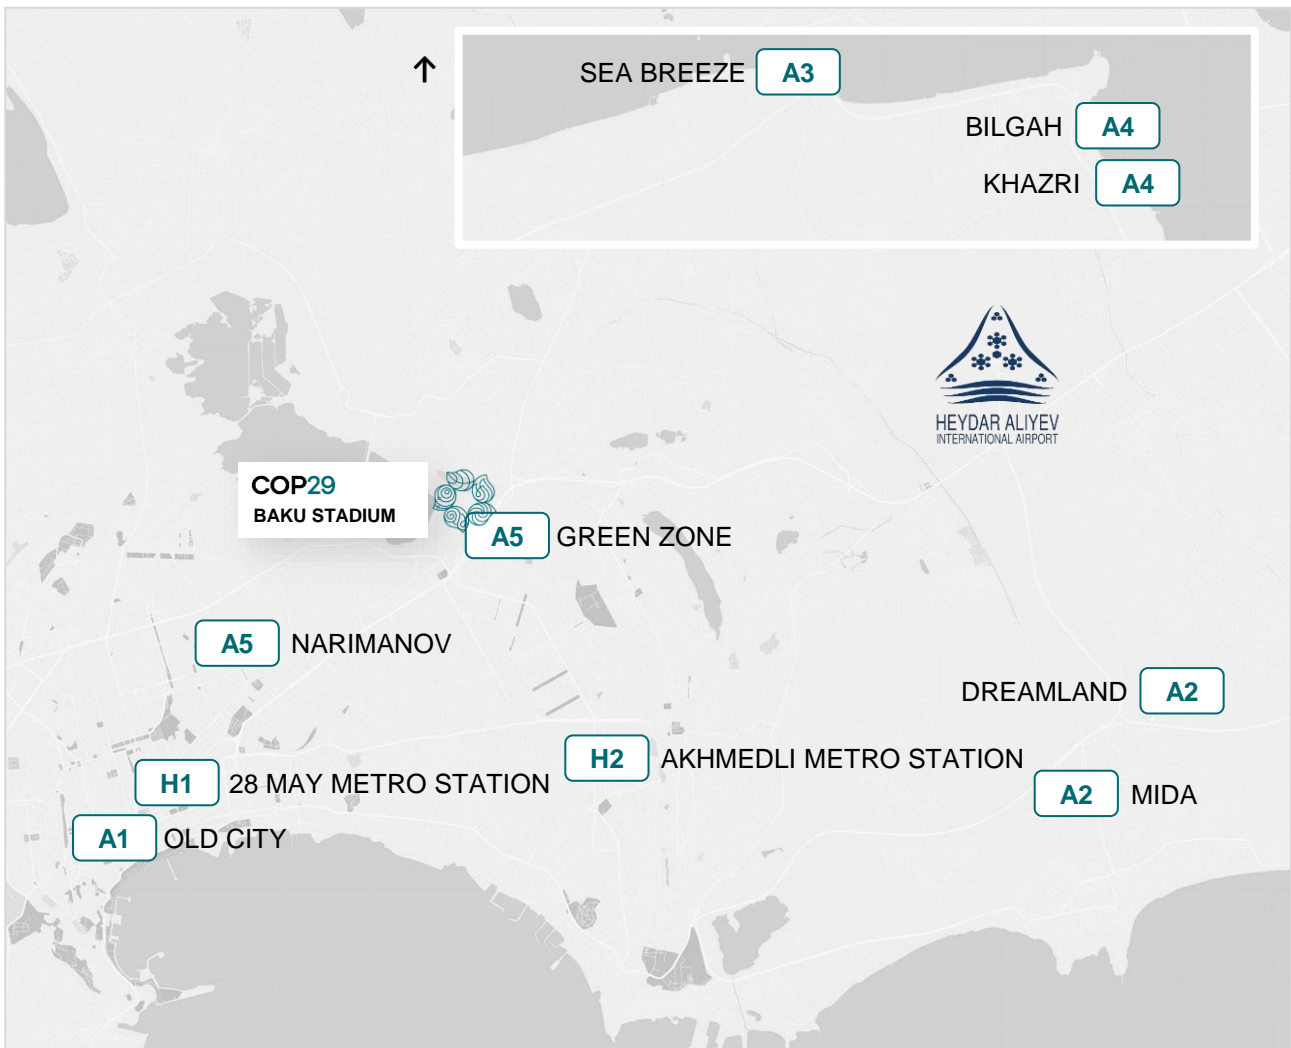 SEA BREEZE A3
BILGAH A4
KHAZRI A4
HEYDAR ALIYEV
INTERNATIONAL AIRPORT
COP29
BAKU STADIUM
A5 GREEN ZONE
A5 NARIMANOV
DREAMLAND A2
H2 AKHMEDLI METRO STATION
H1 28 MAY METRO STATION
A2 MIDA
A1 OLD CITY